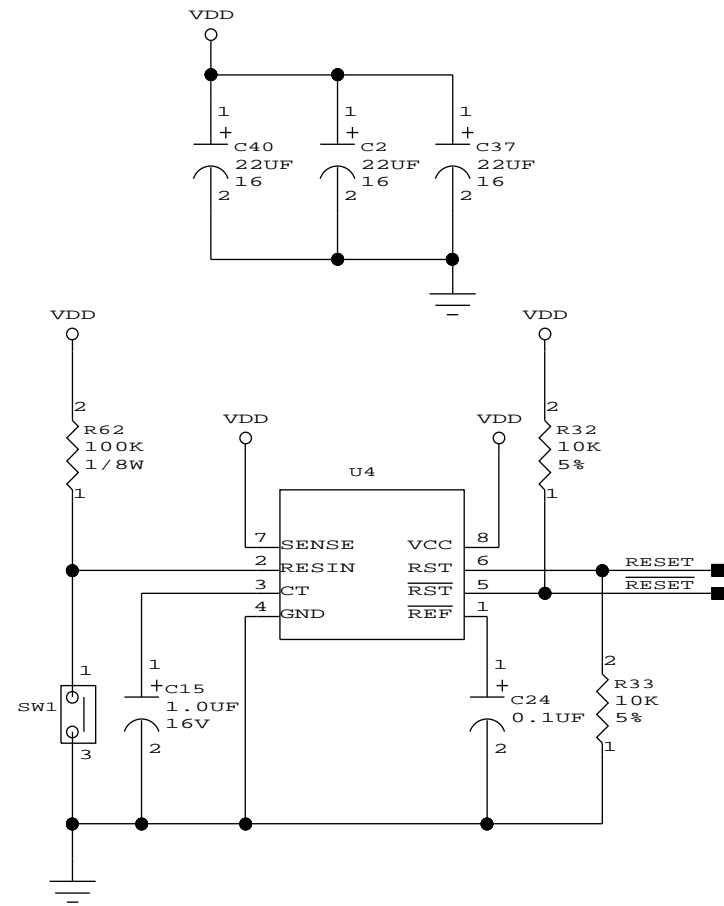 VDD
1 1 1
+ + +
C40 C2 C37
22UF 22UF 22UF
16 16 16
2 2 2
VDD VDD
2 2
R62 R32
100K 10K
1/8W 5%
1 1
VDD VDD
U4
7 SENSE VCC 8
2 RESIN RST 6 RESET
3 CT RST 5 RESET
4 GND REF 1
1 1 1 2
SW1
+ C15
1.0UF
16V
+ C24
0.1UF
R33
10K
5%
3 2 2 1